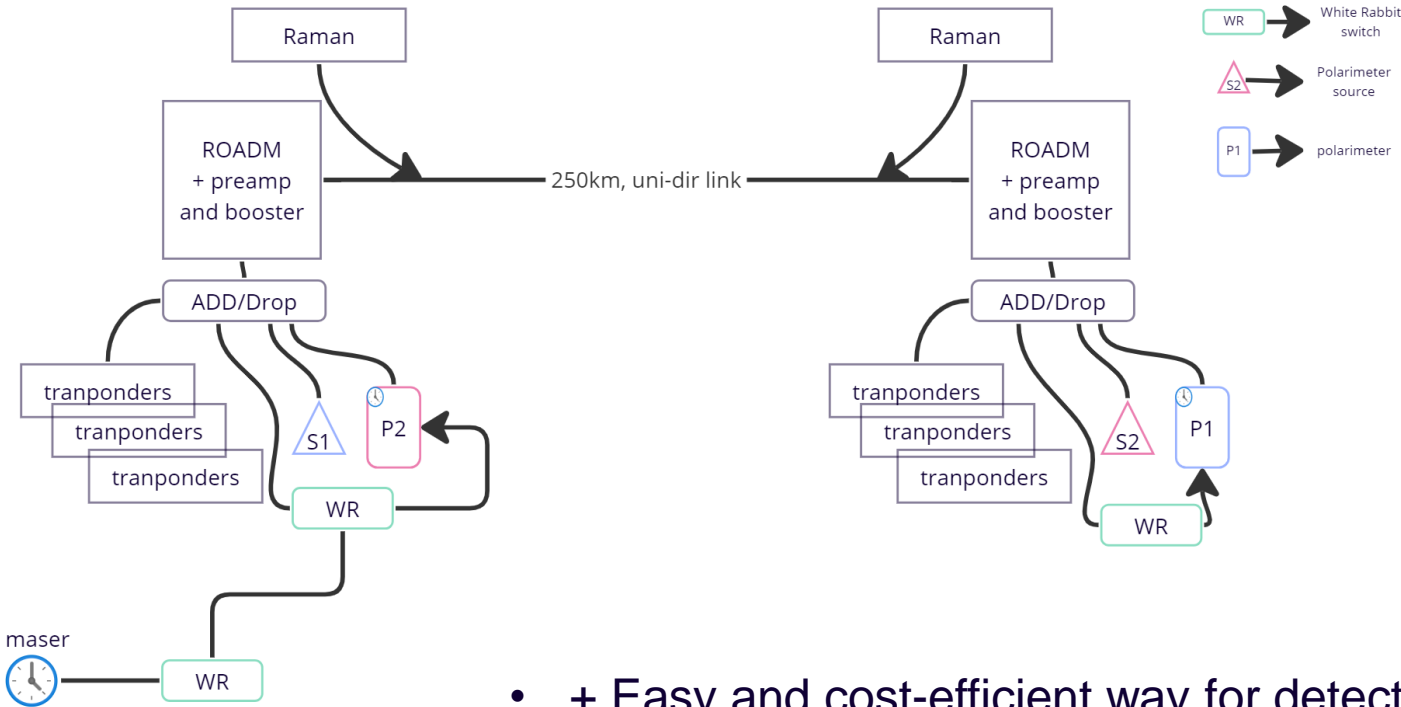 Raman
Raman
WR
White Rabbit
switch
S2
Polarimeter
source
P1
polarimeter
ROADM
+ preamp
and booster
250km, uni-dir link
ROADM
+ preamp
and booster
ADD/Drop
ADD/Drop
tranponders
tranponders
tranponders
S1
P2
WR
tranponders
tranponders
tranponders
S2
P1
WR
maser
WR
• + Easy and cost-efficient way for detect